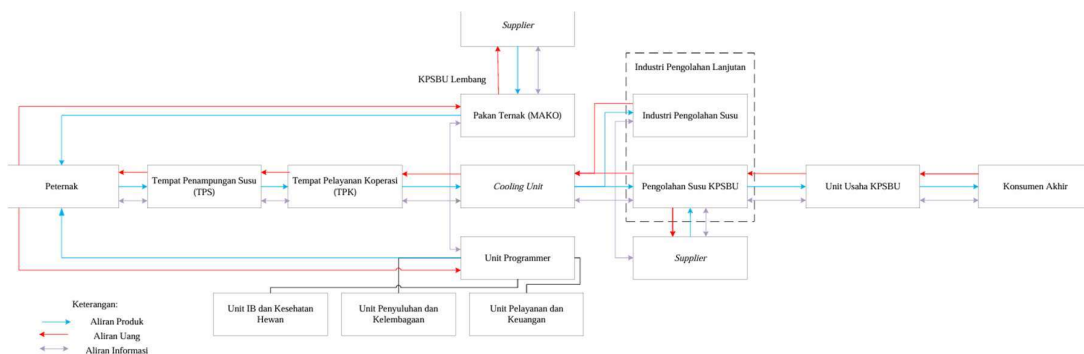 Supplier
KPSBU Lembang
Industri Pengolahan Lanjutan
Pakan Ternak (MAKO)
Industri Pengolahan Susu
Peternak
Tempat Penampungan Susu
(TPS)
Tempat Pelayanan Koperasi
(TPK)
Cooling Unit
Pengolahan Susu KPSBU
Unit Usaha KPSBU
Konsumen Akhir
Unit Programmer
Supplier
Unit IB dan Kesehatan
Hewan
Unit Penyuluhan dan
Kelembagaan
Unit Pelayanan dan
Keuangan
Keterangan:
Aliran Produk
Aliran Uang
Aliran Informasi